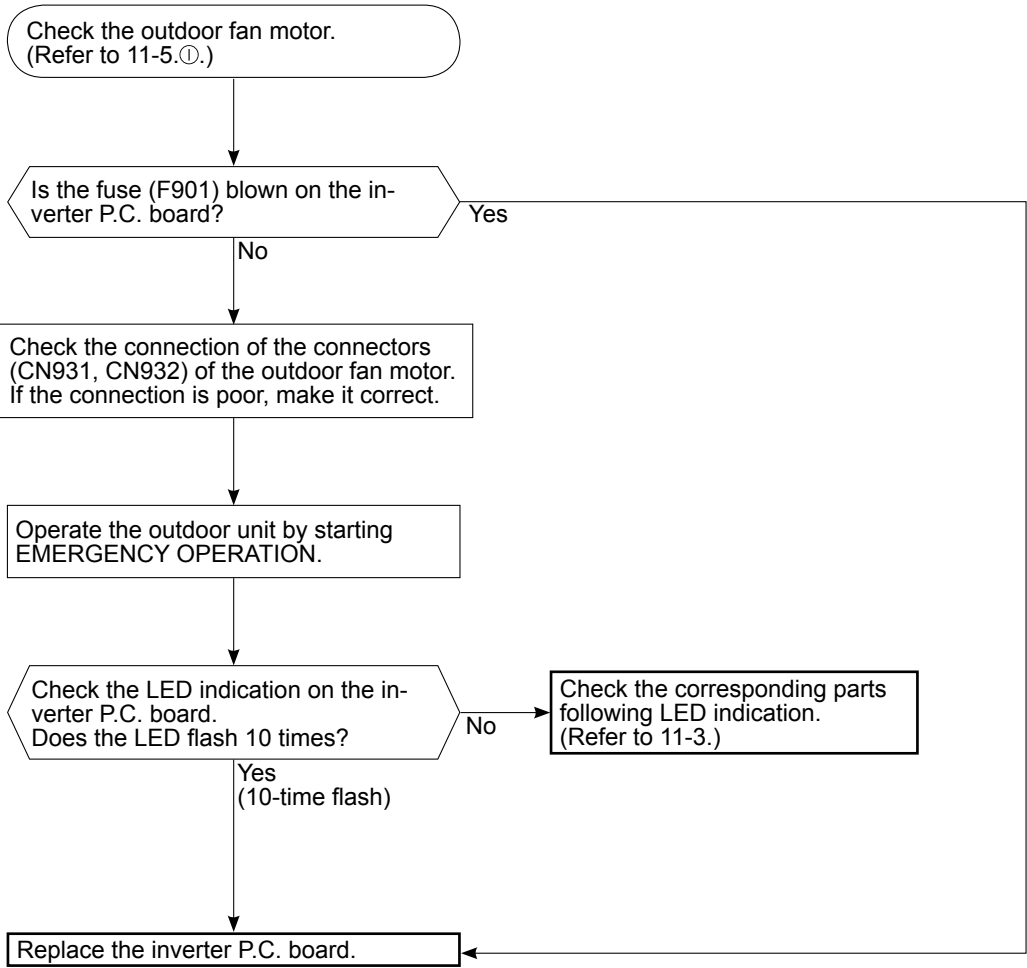 Check the outdoor fan motor.
(Refer to 11-5.Ⓘ.)
Is the fuse (F901) blown on the in-
verter P.C. board?
Yes
No
Check the connection of the connectors
(CN931, CN932) of the outdoor fan motor.
If the connection is poor, make it correct.
Operate the outdoor unit by starting
EMERGENCY OPERATION.
Check the LED indication on the in-
verter P.C. board.
Does the LED flash 10 times?
No
Check the corresponding parts
following LED indication.
(Refer to 11-3.)
Yes
(10-time flash)
Replace the inverter P.C. board.